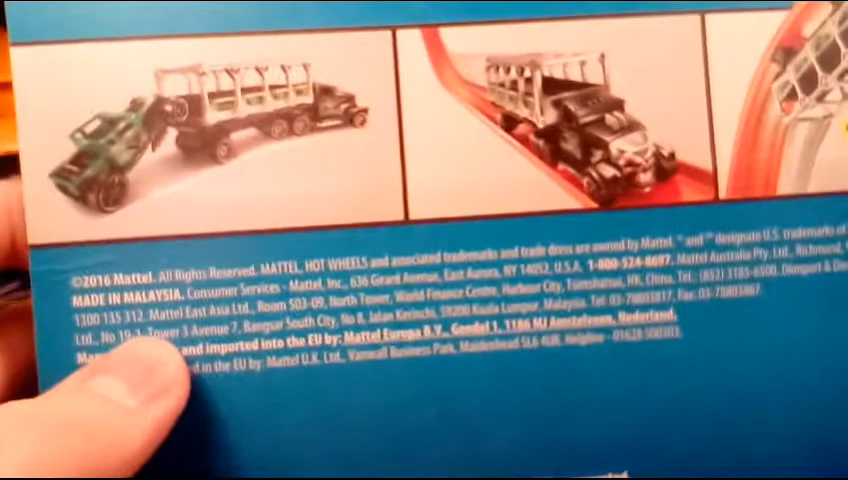 ©2016 Mattel. All Rights Reserved. MATTEL, HOT WHEELS and associated trademarks and trade dress are owned by Mattel. ™ and ™ designate U.S. trademarks of
MADE IN MALAYSIA. Consumer Services - Mattel, Inc., 636 Girard Avenue, East Aurora, NY 14052, U.S.A. 1-800-524-8697. Mattel Australia Pty. Ltd., Richmond,
1300 135 312. Mattel East Asia Ltd., Room 503-09, North Tower, World Finance Centre, Harbour City, Tsimshatsui, HK, China. Tel.: (852) 3185-6500. Diimport &
Ltd., No 19-1, Tower 3 Avenue 7, Bangsar South City, No 8, Jalan Kerinchi, 59200 Kuala Lumpur, Malaysia. Tel: 03-78803817, Fax: 03-78803867.
and imported into the EU by: Mattel Europa B.V., Gondel 1, 1186 MJ Amstelveen, Nederland.
in the EU by: Mattel U.K. Ltd., Vanwall Business Park, Maidenhead SL6 4UB. Helpline - 01628 500303.